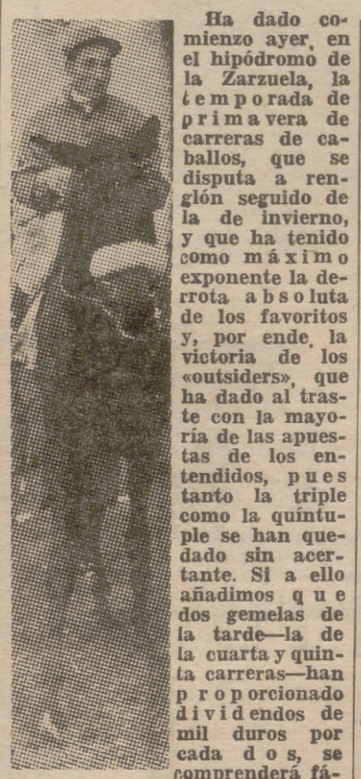 Ha dado co-
mienzo ayer, en
el hipódromo de
la Zarzuela, la
temporada de
primavera de
carreras de ca-
ballos, que se
disputa a ren-
glón seguido de
la de invierno,
y que ha tenido
como máximo
exponente la de-
rrota absoluta
de los favoritos
y, por ende, la
victoria de los
«outsiders», que
ha dado al tras-
te con la mayo-
ría de las apues-
tas de los en-
tendidos, pues
tanto la triple
como la quíntu-
ple se han que-
dado sin acer-
tante. Si a ello
añadimos que
dos gemelas de
la tarde—la de
la cuarta y quin-
ta carreras—han
proporcionado
dividendos de
mil duros por
cada dos, se
comprenderá fá-